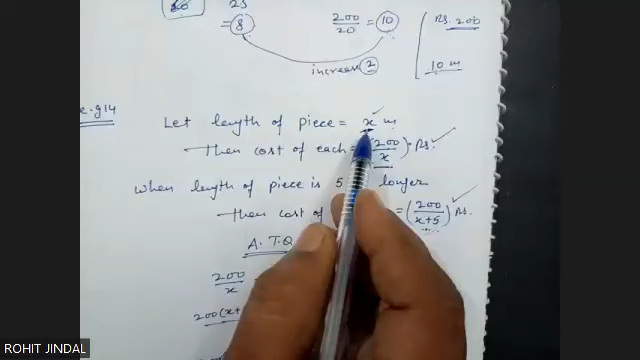 25
= 8
200/20 = 10
Rs. 200
increase 2
10 m
Let length of piece = x m
Then cost of each = (200/x) Rs.
when length of piece is 5 longer
Then cost of = (200/x+5) Rs.
A.T.Q
200/x
200(x+
ROHIT JINDAL